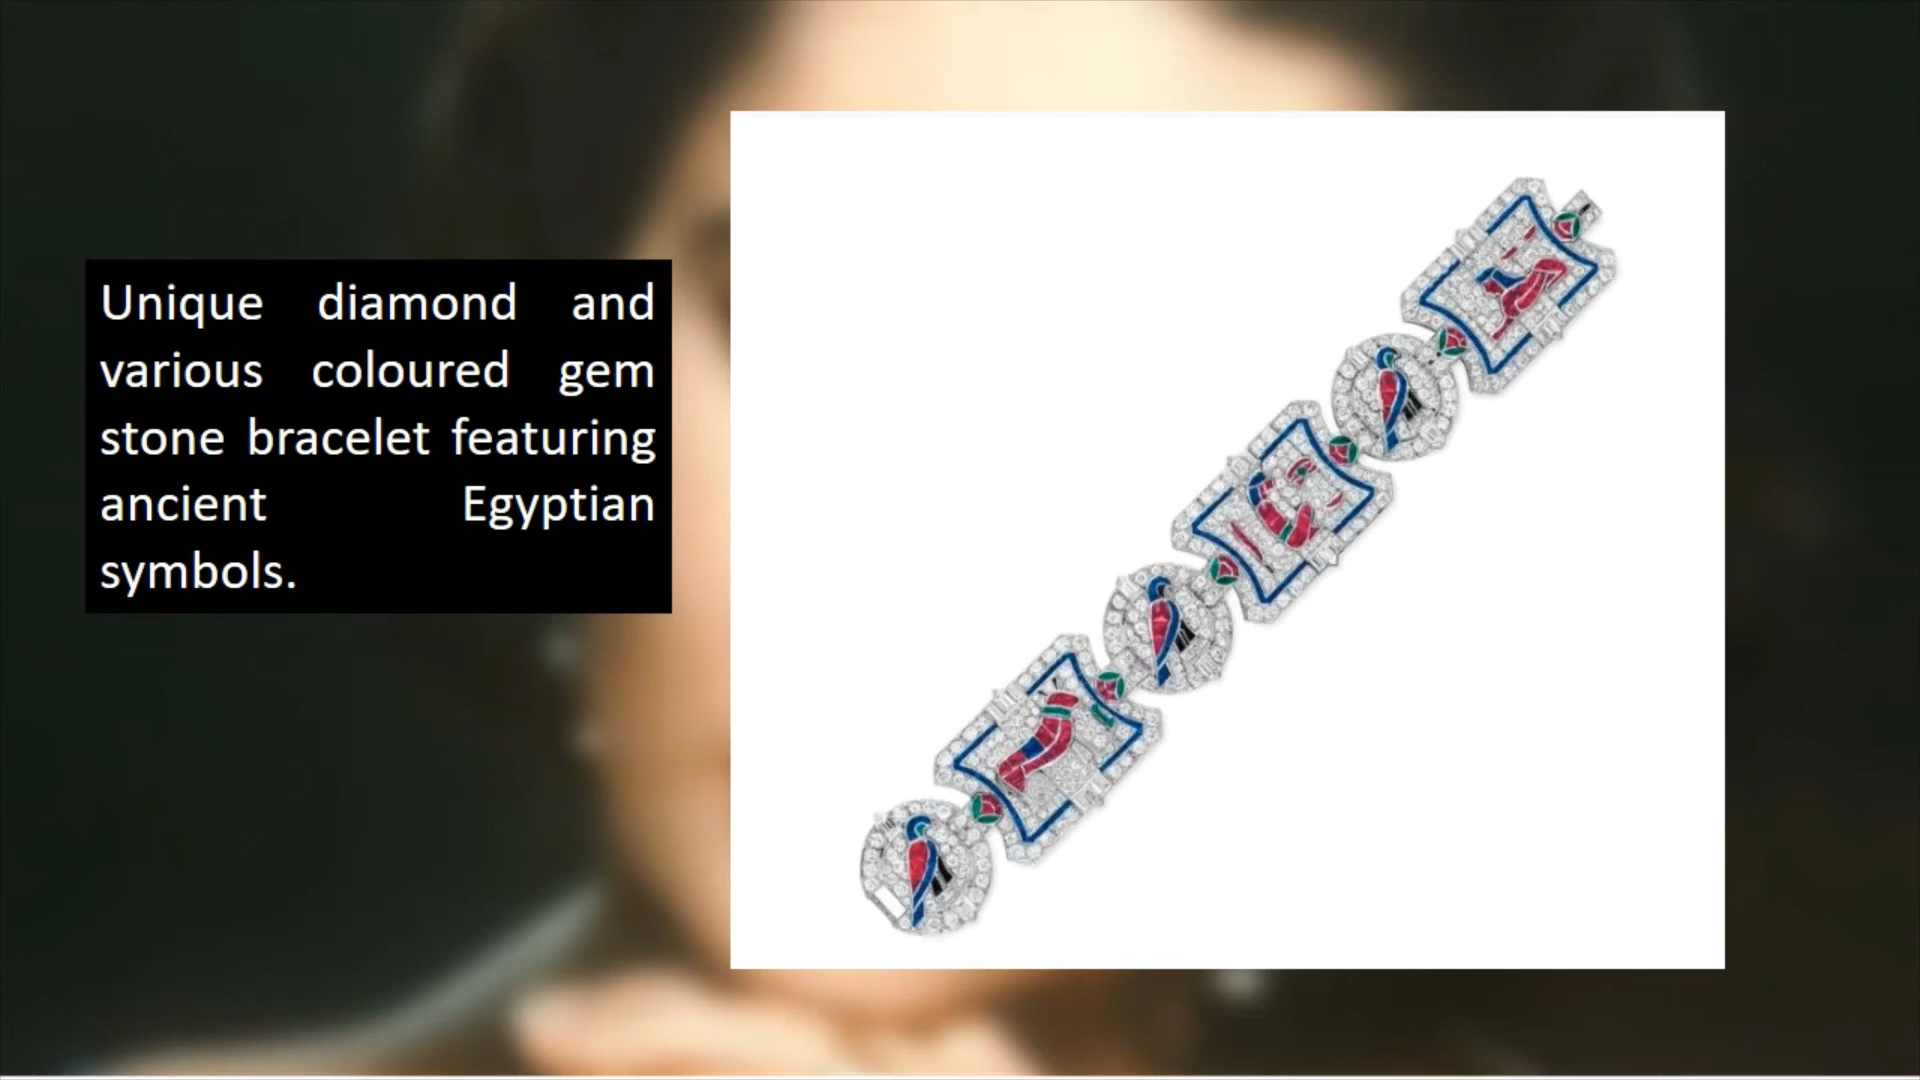 Unique diamond and
various coloured gem
stone bracelet featuring
ancient Egyptian
symbols.